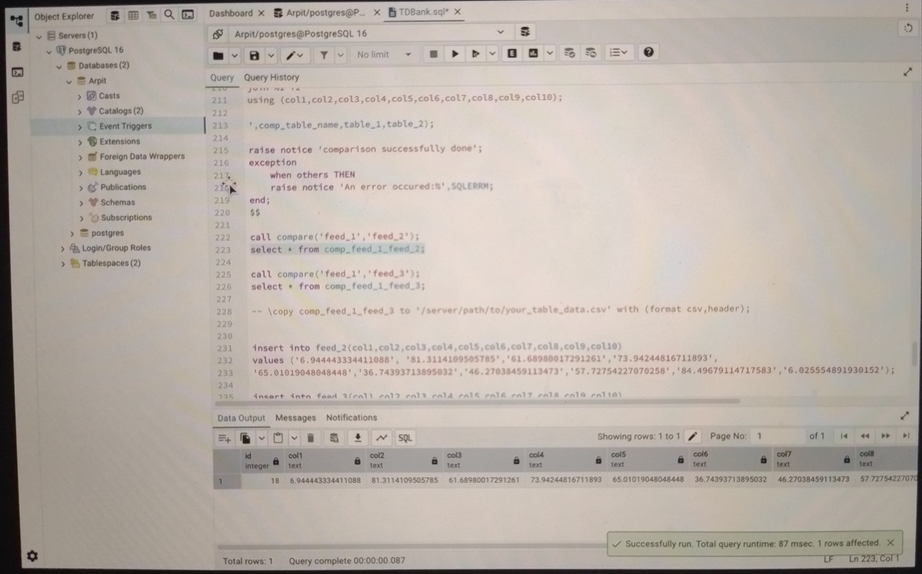 Object Explorer
Dashboard X Arpit/postgres@P... X TDBank.sql* X
Servers (1)
PostgreSQL 16
Databases (2)
Arpit
Casts
Catalogs (2)
Event Triggers
Extensions
Foreign Data Wrappers
Languages
Publications
Schemas
Subscriptions
postgres
Login/Group Roles
Tablespaces (2)
Arpit/postgres@PostgreSQL 16
No limit
Query Query History
211 using (col1,col2,col3,col4,col5,col6,col7,col8,col9,col10);
212
213 ',comp_table_name,table_1,table_2);
214
215 raise notice 'comparison successfully done';
216 exception
217 when others THEN
218 raise notice 'An error occured:%',SQLERRM;
219 end;
220 $$
221
222 call compare('feed_1','feed_2');
223 select * from comp_feed_1_feed_2;
224
225 call compare('feed_1','feed_3');
226 select * from comp_feed_1_feed_3;
227
228 -- \copy comp_feed_1_feed_3 to '/server/path/to/your_table_data.csv' with (format csv,header);
229
230
231 insert into feed_2(col1,col2,col3,col4,col5,col6,col7,col8,col9,col10)
232 values ('6.944443334411088', '81.3114109505785','61.68980017291261','73.94244816711893',
233 '65.01019048048448','36.74393713895032','46.27038459113473','57.72754227070258','84.49679114717583','6.025554891930152');
234
235 insert into feed_3(col1,col2,col3,col4,col5,col6,col7,col8,col9,col10)
Data Output Messages Notifications
SQL
Showing rows: 1 to 1 Page No: 1 of 1
id integer col1 text col2 text col3 text col4 text col5 text col6 text col7 text col8 text
1 18 6.944443334411088 81.3114109505785 61.68980017291261 73.94244816711893 65.01019048048448 36.74393713895032 46.27038459113473 57.7275422707
Successfully run. Total query runtime: 87 msec. 1 rows affected. X
Total rows: 1 Query complete 00:00:00.087
LF Ln 223, Col 1